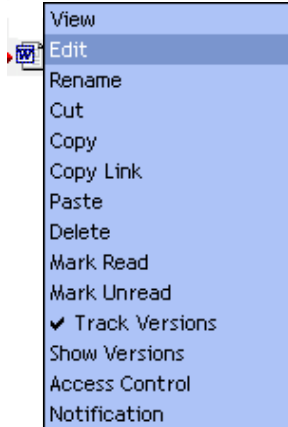 View
Edit
Rename
Cut
Copy
Copy Link
Paste
Delete
Mark Read
Mark Unread
✔ Track Versions
Show Versions
Access Control
Notification